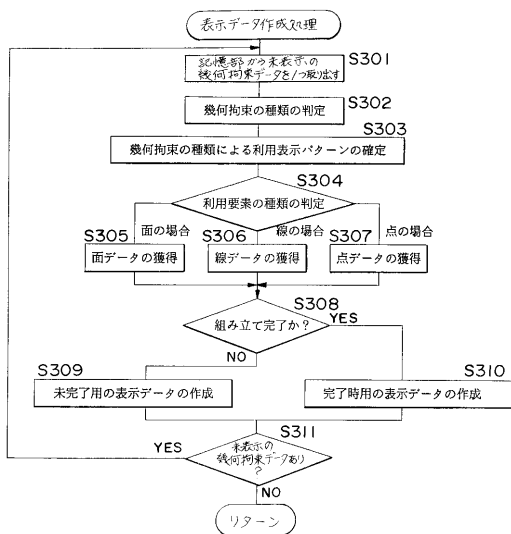 表示データ作成処理
S301
記憶部から未表示の
幾何拘束データを1つ取り出す
S302
幾何拘束の種類の判定
S303
幾何拘束の種類による利用表示パターンの確定
S304
利用要素の種類の判定
S305 面の場合 S306 線の場合 S307 点の場合
面データの獲得 線データの獲得 点データの獲得
S308
組み立て完了か? YES
NO
S309 S310
未完了用の表示データの作成 完了時用の表示データの作成
S311
YES
未表示の
幾何拘束データあり
?
NO
リターン